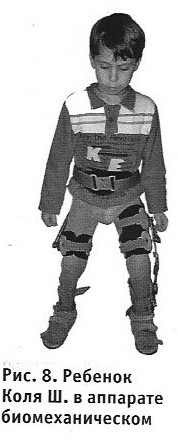 K F
Рис. 8. Ребенок
Коля Ш. в аппарате
биомеханическом